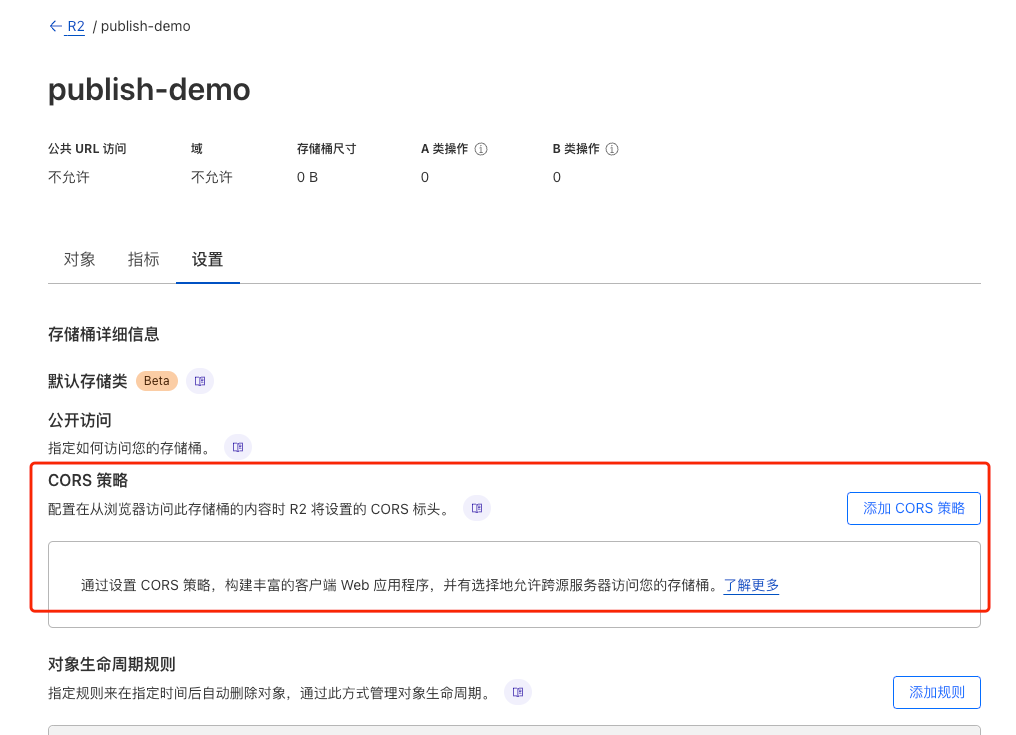 ← R2 / publish-demo
publish-demo
公共 URL 访问 域 存储桶尺寸 A 类操作 B 类操作
不允许 不允许 0 B 0 0
对象 指标 设置
存储桶详细信息
默认存储类 Beta
公开访问
指定如何访问您的存储桶。
CORS 策略
配置在从浏览器访问此存储桶的内容时 R2 将设置的 CORS 标头。 添加 CORS 策略
通过设置 CORS 策略，构建丰富的客户端 Web 应用程序，并有选择地允许跨源服务器访问您的存储桶。了解更多
对象生命周期规则
指定规则来在指定时间后自动删除对象，通过此方式管理对象生命周期。 添加规则